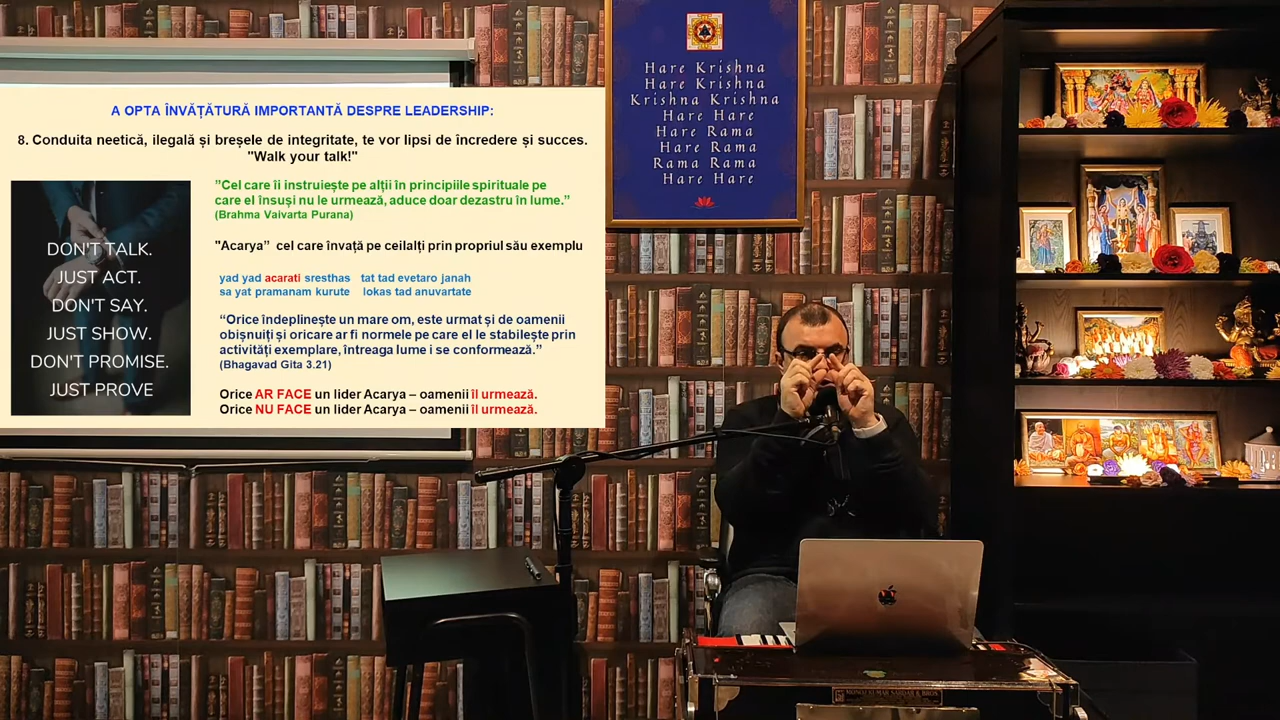 A OPTA ÎNVĂȚĂTURĂ IMPORTANTĂ DESPRE LEADERSHIP:
8. Conduita neetică, ilegală și breșele de integritate, te vor lipsi de încredere și succes.
"Walk your talk!"
DON'T TALK.
JUST ACT.
DON'T SAY.
JUST SHOW.
DON'T PROMISE.
JUST PROVE
”Cel care îi instruiește pe alții în principiile spirituale pe
care el însuși nu le urmează, aduce doar dezastru în lume.”
(Brahma Vaivarta Purana)
"Acarya” cel care învață pe ceilalți prin propriul său exemplu
yad yad acarati sresthas tat tad evetaro janah
sa yat pramanam kurute lokas tad anuvartate
“Orice îndeplinește un mare om, este urmat și de oamenii
obișnuiți și oricare ar fi normele pe care el le stabilește prin
activități exemplare, întreaga lume i se conformează.”
(Bhagavad Gita 3.21)
Orice AR FACE un lider Acarya – oamenii îl urmează.
Orice NU FACE un lider Acarya – oamenii îl urmează.
Hare Krishna
Hare Krishna
Krishna Krishna
Hare Hare
Hare Rama
Hare Rama
Rama Rama
Hare Hare
MONOJ KUMAR SARDAR & BROS